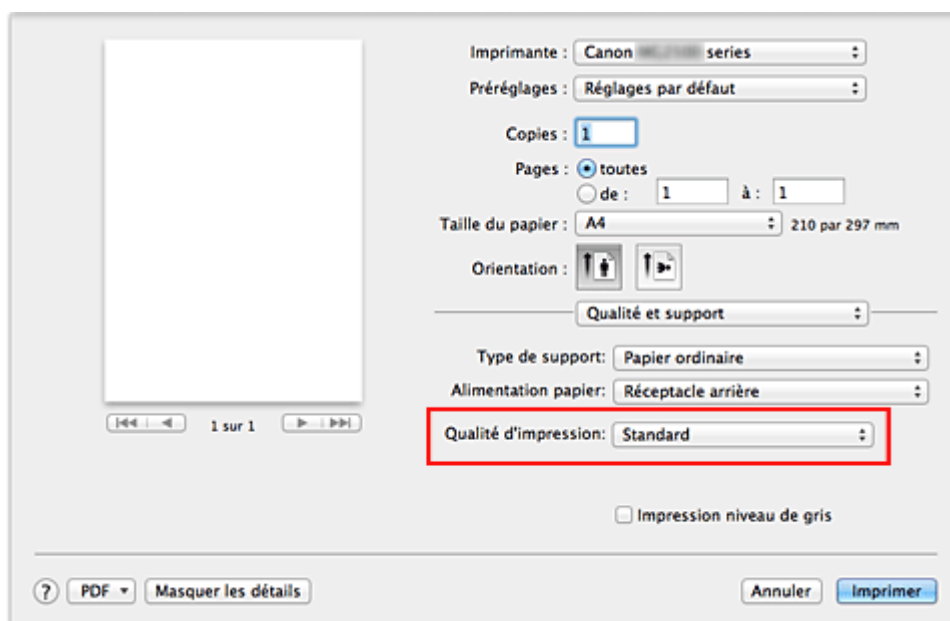 Imprimante : Canon series
Préréglages : Réglages par défaut
Copies : 1
Pages : toutes
de : 1 à : 1
Taille du papier : A4 210 par 297 mm
Orientation :
Qualité et support
Type de support: Papier ordinaire
Alimentation papier: Réceptacle arrière
1 sur 1
Qualité d'impression: Standard
Impression niveau de gris
? PDF Masquer les détails Annuler Imprimer